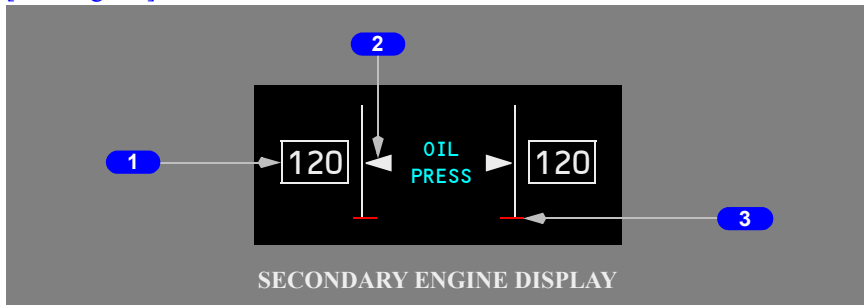 2
1
120
OIL
PRESS
120
3
SECONDARY ENGINE DISPLAY